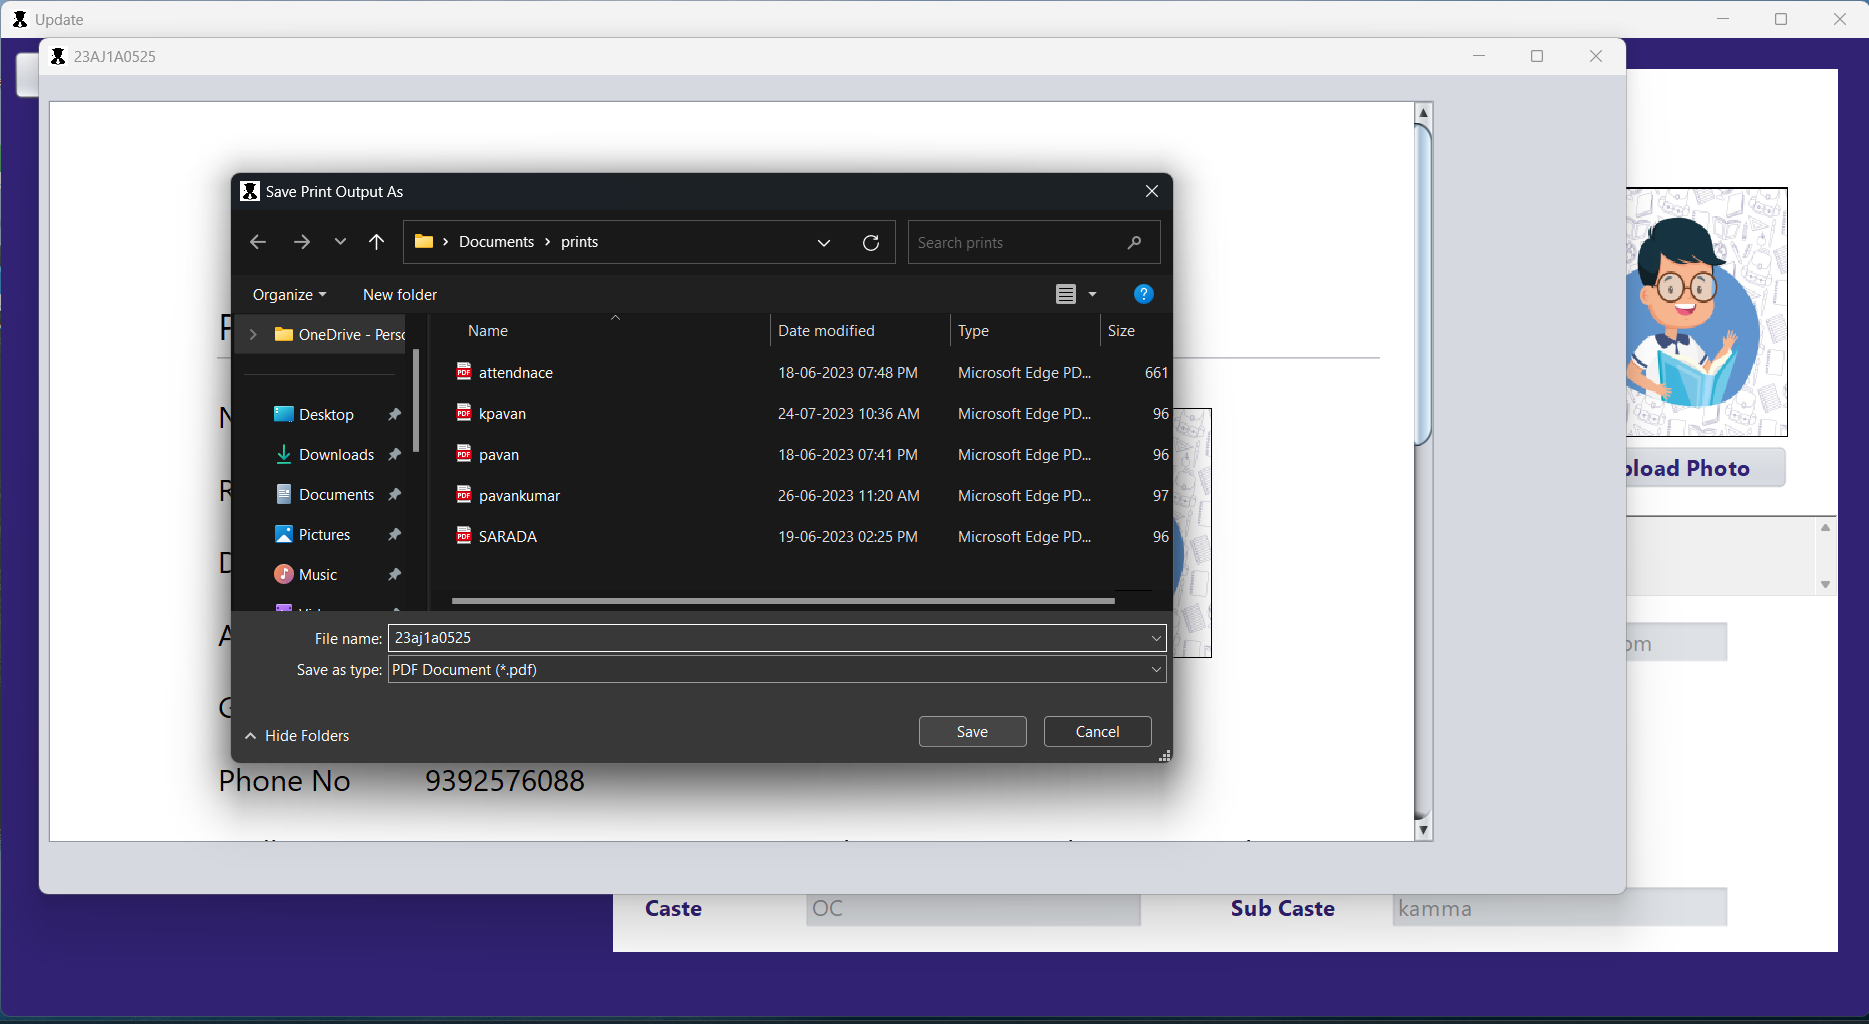 Update
23AJ1A0525
Save Print Output As
Documents > prints
Search prints
Organize
New folder
OneDrive - Perso
Name
Date modified
Type
Size
attendnace 18-06-2023 07:48 PM Microsoft Edge PD... 661
Desktop
kpavan 24-07-2023 10:36 AM Microsoft Edge PD... 96
Downloads
pavan 18-06-2023 07:41 PM Microsoft Edge PD... 96
Documents
pavankumar 26-06-2023 11:20 AM Microsoft Edge PD... 97
Pictures
SARADA 19-06-2023 02:25 PM Microsoft Edge PD... 96
Music
File name: 23aj1a0525
Save as type: PDF Document (*.pdf)
Hide Folders
Save
Cancel
Phone No 9392576088
pload Photo
om
Caste OC
Sub Caste kamma